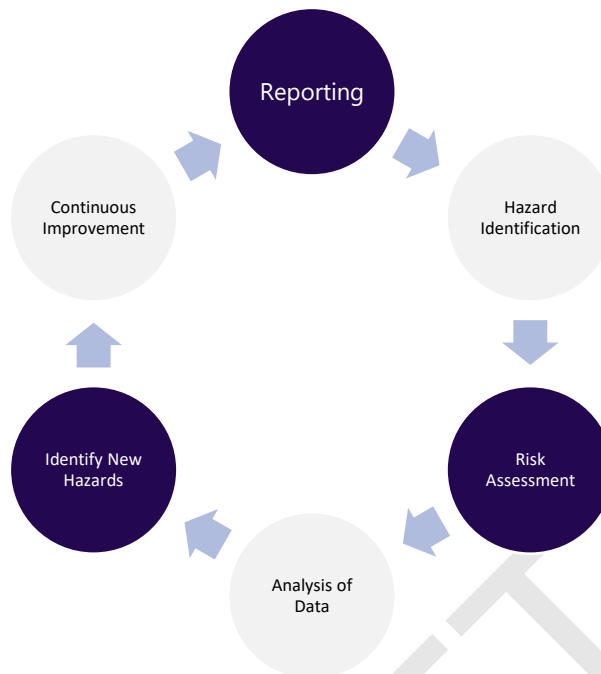 Reporting
Continuous
Improvement
Hazard
Identification
Identify New
Hazards
Risk
Assessment
Analysis of
Data